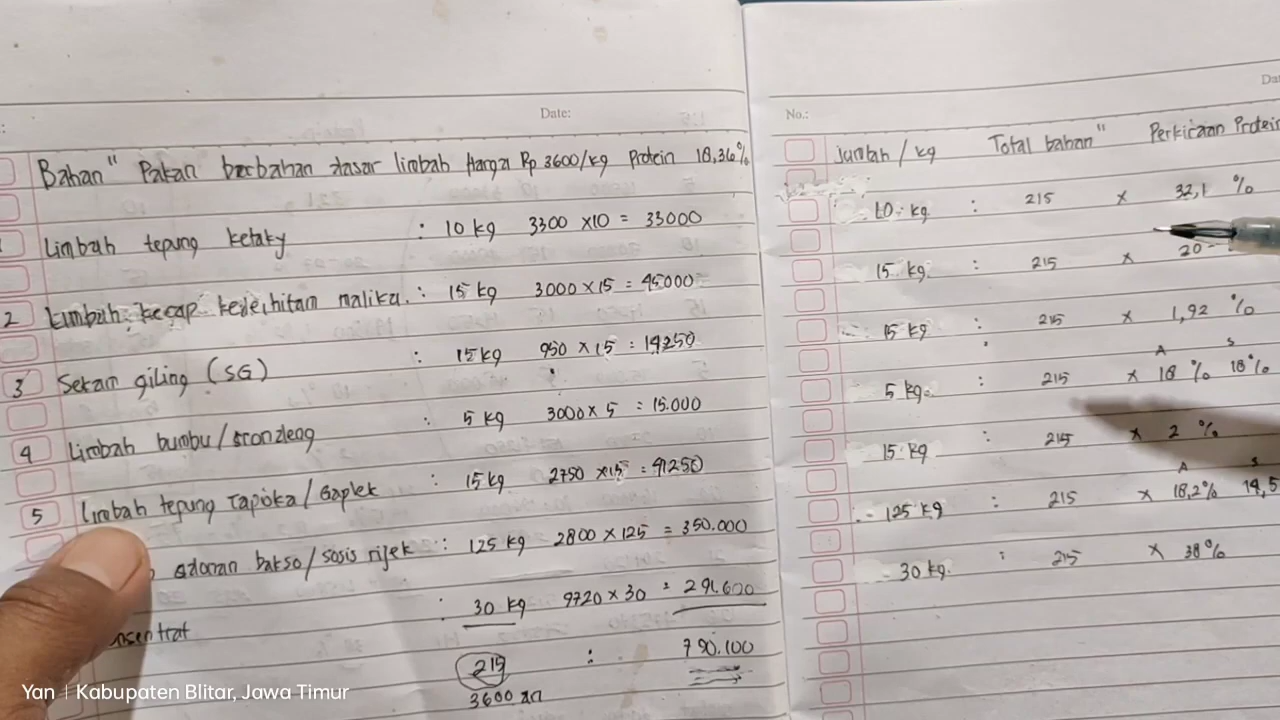 Date:
Bahan" Pakan berbahan dasar limbah Harga Rp 3600/kg Protein 18,36%
Limbah tepung ketaky : 10 kg 3300 x10 = 33000
2 Limbah kecap kedelhitam malika. : 15 kg 3000 x 15 = 45000
3 Sekam giling (SG) : 15 kg 950 x 15 : 14250
4 Limbah bumbu/srondeng : 5 kg 3000 x 5 = 15.000
5 Limbah tepung Tapioka/Gaplek : 15 kg 2750 x 15 = 41250
adonan bakso/sosis rijek : 125 kg 2800 x 125 = 350.000
nsentrat : 30 kg 9720 x 30 = 291.600
215 : 790.100
3600 an
No.:
Jumlah / kg Total bahan" Perkiraan Protein
10 kg : 215 x 32,1 %
15 kg : 215 x 20
15 kg : 215 x 1,92 %
A S
5 kg : 215 x 18 % 18%
15 kg : 215 x 2 %
A S
125 kg : 215 x 18,2% 14,5
30 kg : 215 x 38%
Yan | Kabupaten Blitar, Jawa Timur